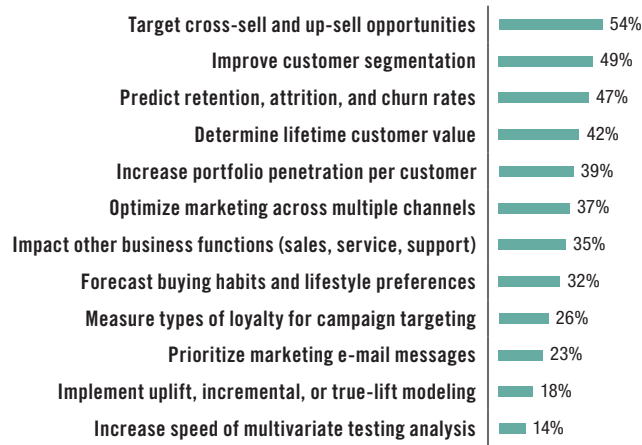 Target cross-sell and up-sell opportunities 54%
Improve customer segmentation 49%
Predict retention, attrition, and churn rates 47%
Determine lifetime customer value 42%
Increase portfolio penetration per customer 39%
Optimize marketing across multiple channels 37%
Impact other business functions (sales, service, support) 35%
Forecast buying habits and lifestyle preferences 32%
Measure types of loyalty for campaign targeting 26%
Prioritize marketing e-mail messages 23%
Implement uplift, incremental, or true-lift modeling 18%
Increase speed of multivariate testing analysis 14%